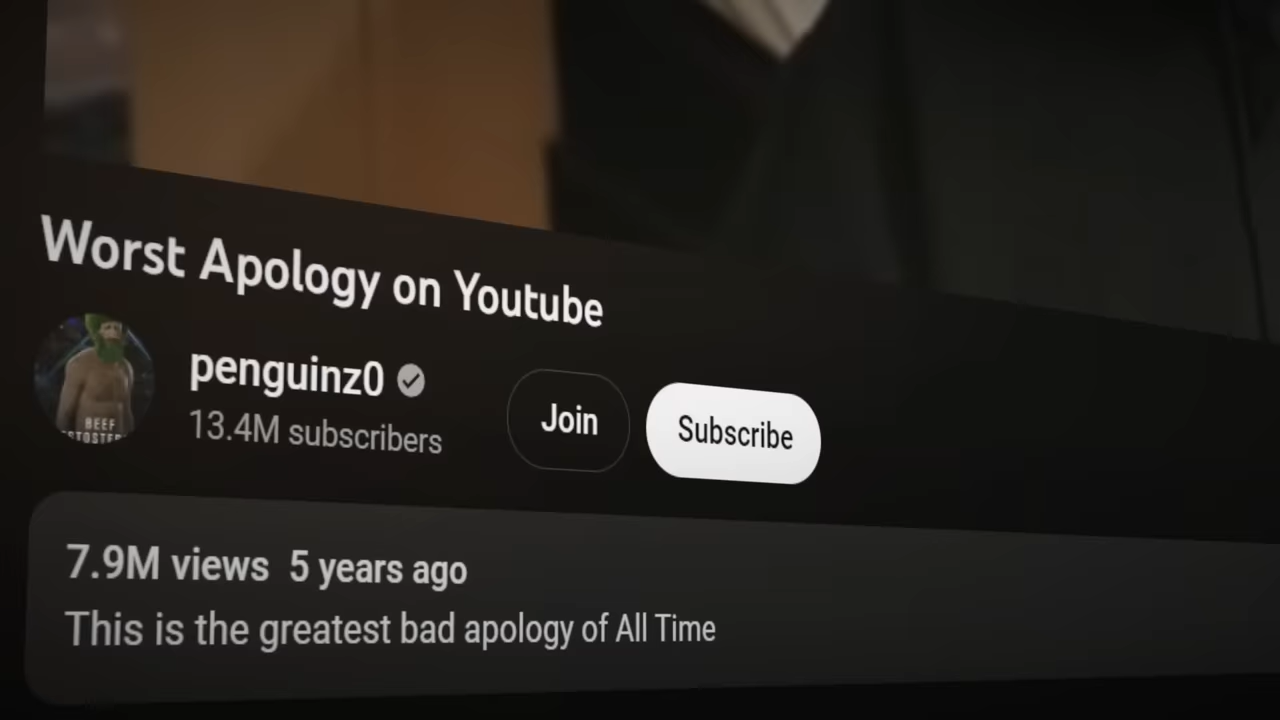 Worst Apology on Youtube
penguinz0
13.4M subscribers
Join
Subscribe
BEEF
7.9M views 5 years ago
This is the greatest bad apology of All Time